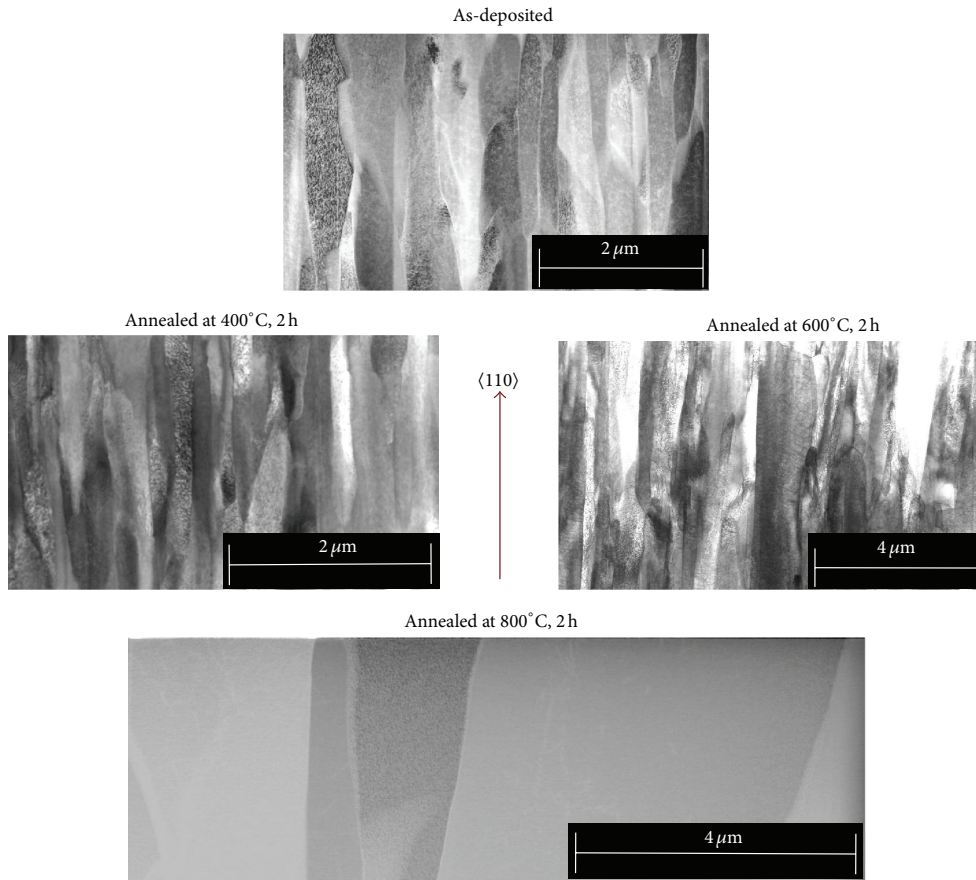 As-deposited
2 μm
Annealed at 400°C, 2 h
Annealed at 600°C, 2 h
⟨110⟩
2 μm
4 μm
Annealed at 800°C, 2 h
4 μm